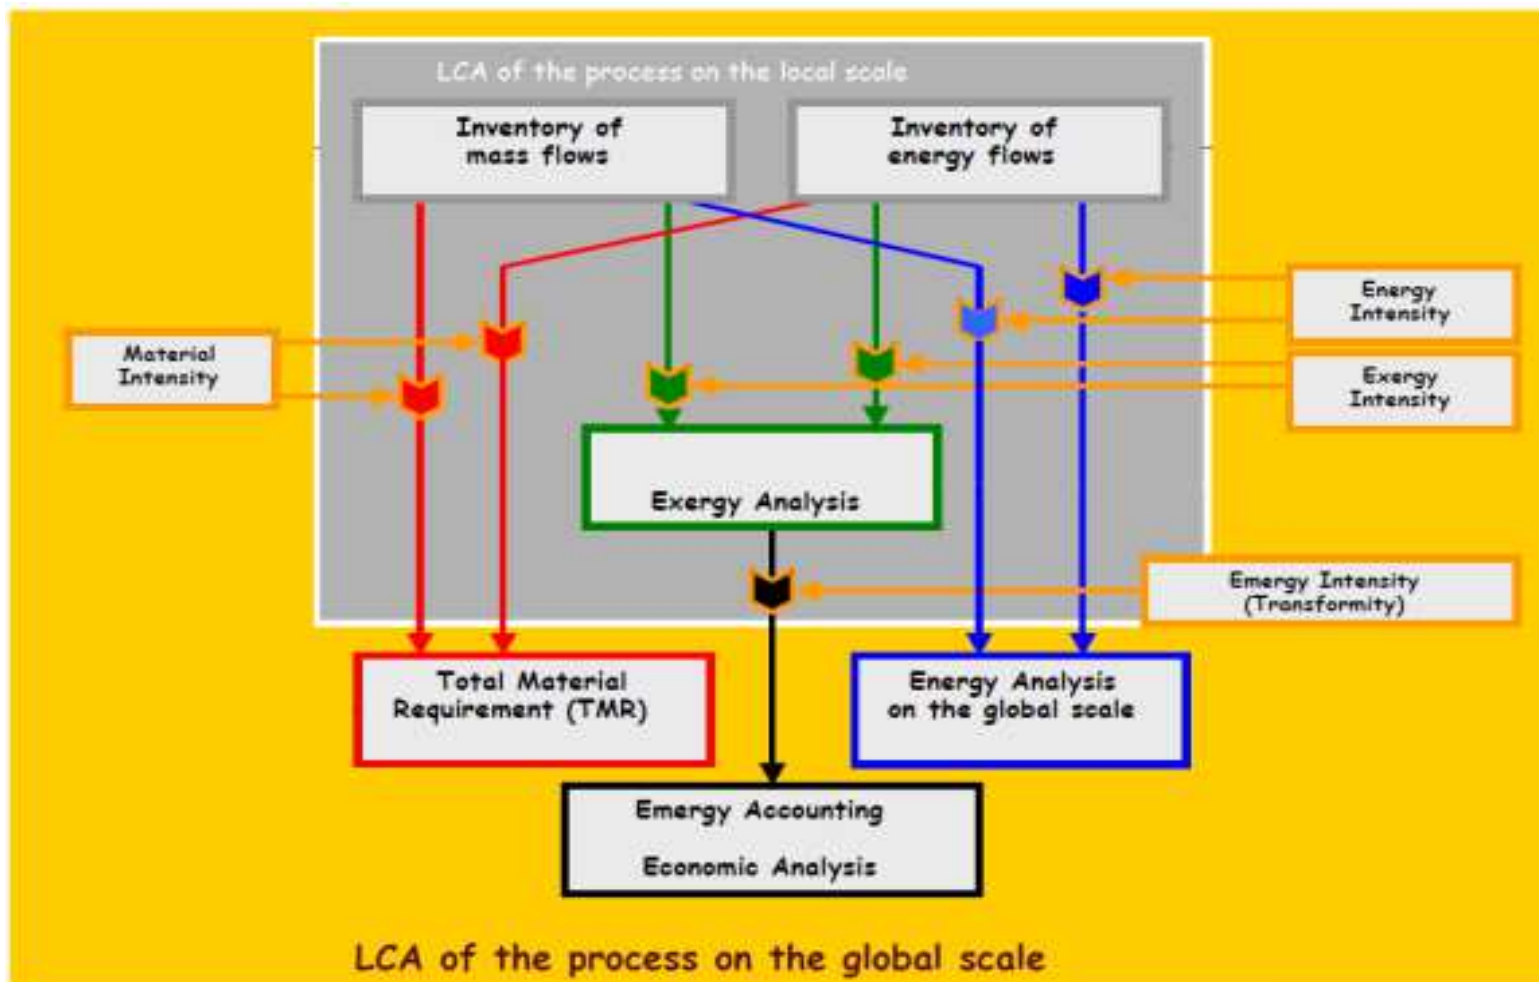 LCA of the process on the local scale
Inventory of
mass flows
Inventory of
energy flows
Energy
Intensity
Material
Intensity
Exergy
Intensity
Exergy Analysis
Emergy Intensity
(Transformity)
Total Material
Requirement (TMR)
Energy Analysis
on the global scale
Emergy Accounting
Economic Analysis
LCA of the process on the global scale